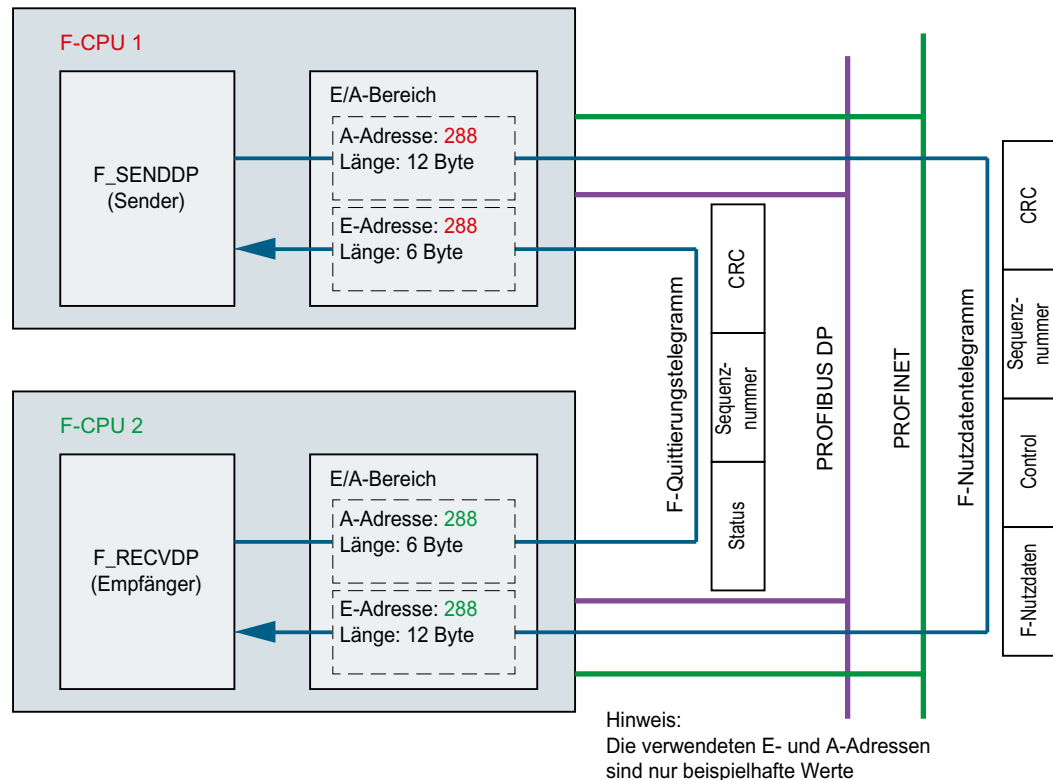 F-CPU 1
F_SENDDP
(Sender)
E/A-Bereich
A-Adresse: 288
Länge: 12 Byte
E-Adresse: 288
Länge: 6 Byte
F-CPU 2
F_RECVDP
(Empfänger)
E/A-Bereich
A-Adresse: 288
Länge: 6 Byte
E-Adresse: 288
Länge: 12 Byte
F-Quittierungstelegramm
CRC
Sequenz-
nummer
Status
PROFIBUS DP
PROFINET
F-Nutzdatentelegramm
CRC
Sequenz-
nummer
Control
F-Nutzdaten
Hinweis:
Die verwendeten E- und A-Adressen
sind nur beispielhafte Werte